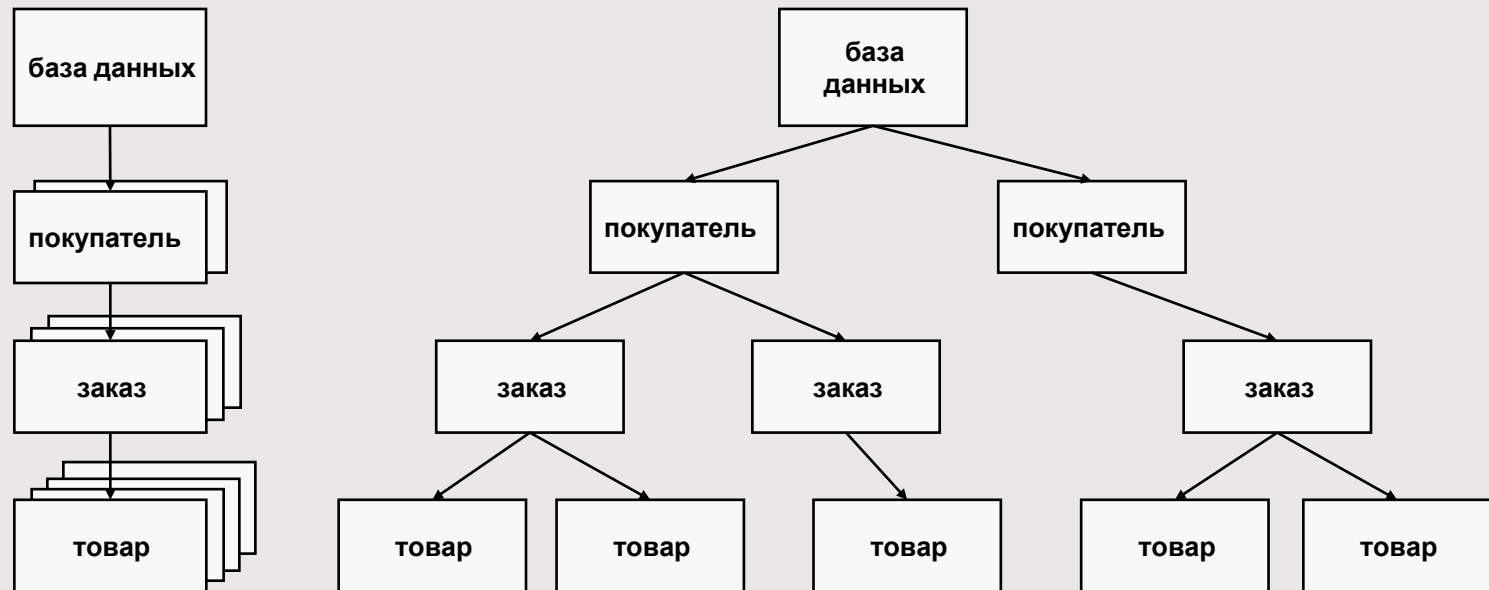 база данных
покупатель
заказ
товар
база
данных
покупатель
покупатель
заказ
заказ
заказ
товар
товар
товар
товар
товар